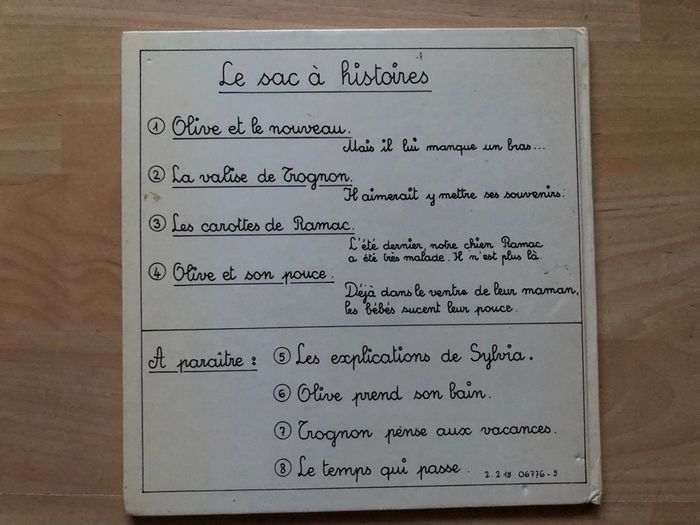 Le sac à histoires
1 Olive et le nouveau.
Mais il lui manque un bras...
2 La valise de Trognon.
Il aimerait y mettre ses souvenirs.
3 Les carottes de Ramac.
L'été dernier, notre chien Ramac
a été très malade. Il n'est plus là.
4 Olive et son pouce.
Déjà dans le ventre de leur maman,
les bébés sucent leur pouce.
A paraître : 5 Les explications de Sylvia.
6 Olive prend son bain.
7 Trognon pense aux vacances.
8 Le temps qui passe.
2.218 06776-5